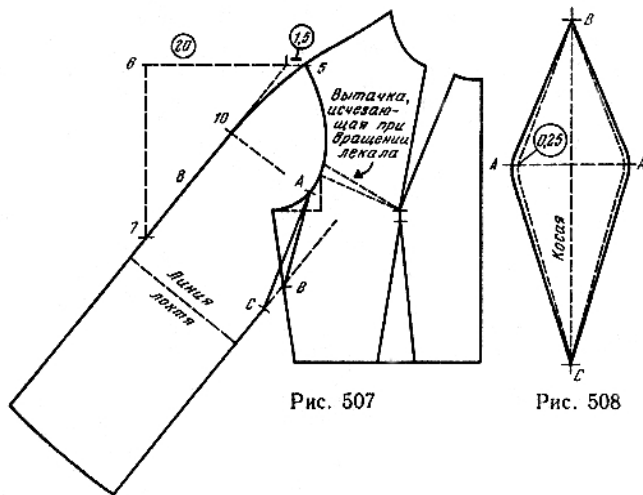 20
1,5
6
5
Вытачка,
исчезаю-
щая при
вращении
лекала
10
8
A
7
Линия
локтя
C
B
Рис. 507
B
0,25
A
A
Косая
C
Рис. 508